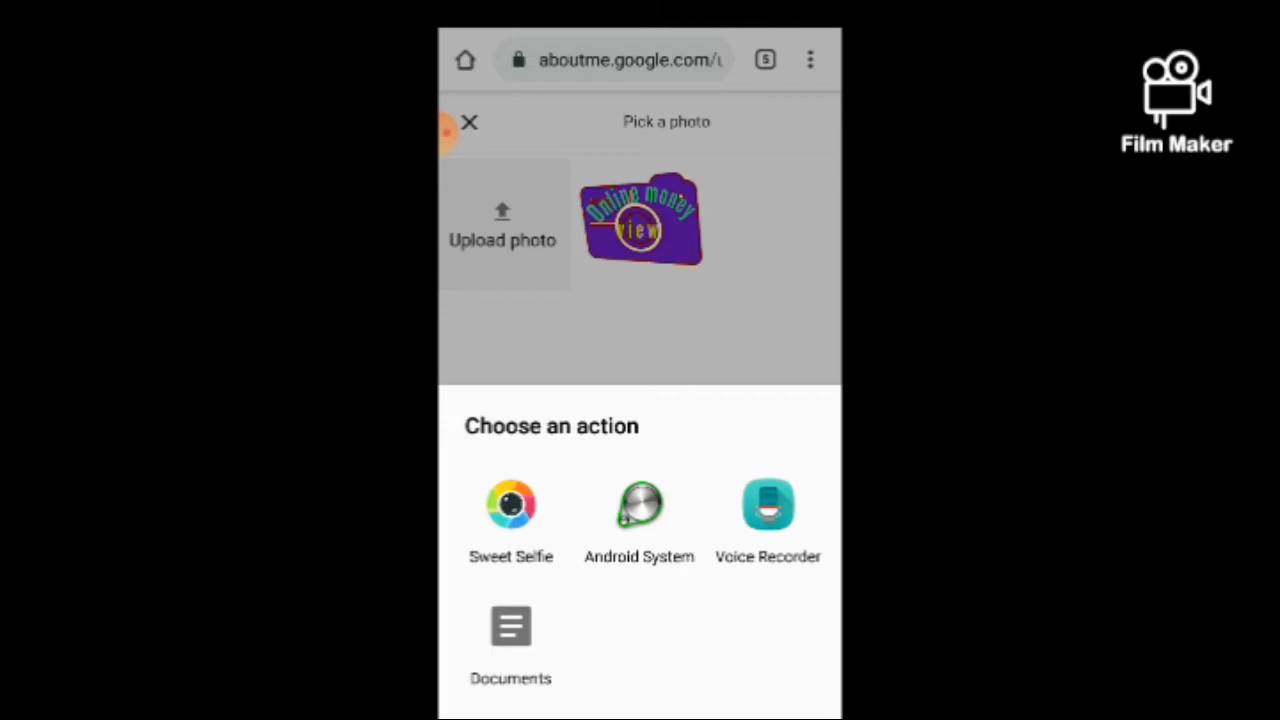 aboutme.google.com/u
5
Pick a photo
Film Maker
Upload photo
Online money
view
Choose an action
Sweet Selfie
Android System
Voice Recorder
Documents